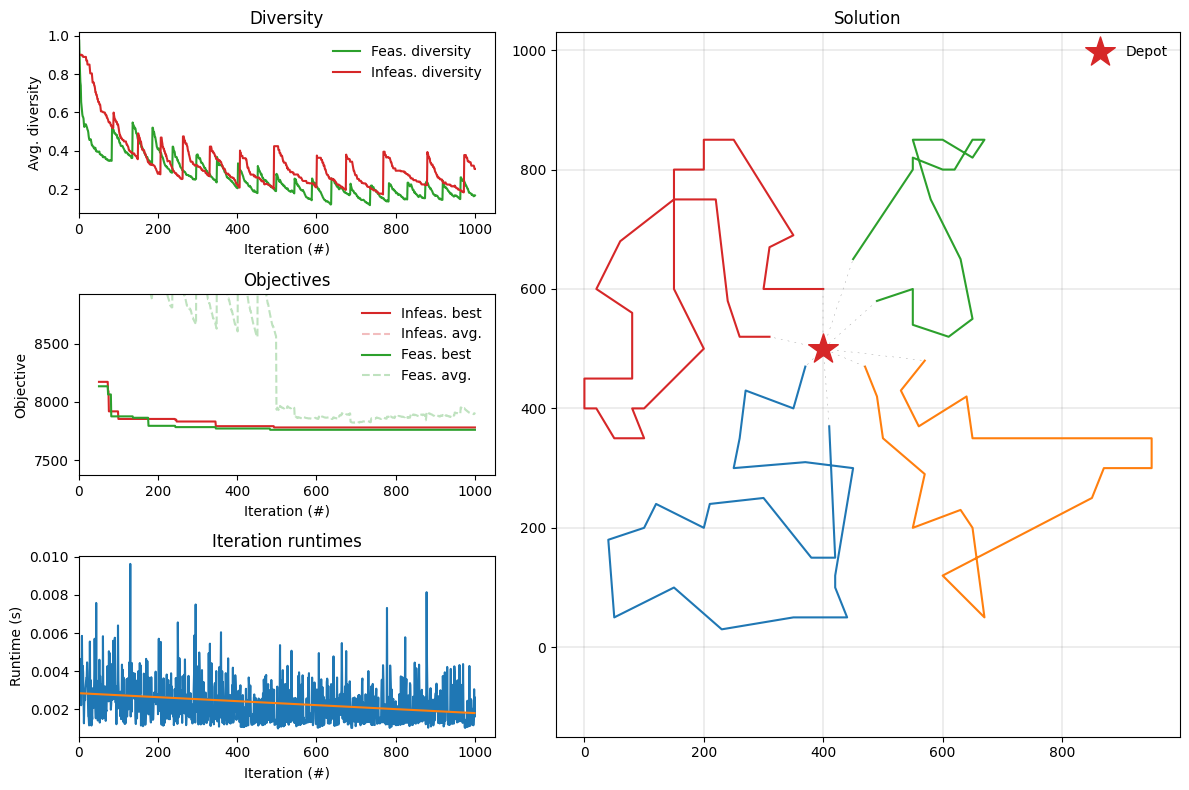 Diversity
1.0
0.8
0.6
0.4
0.2
Avg. diversity
Feas. diversity
Infeas. diversity
0 200 400 600 800 1000
Iteration (#)
Objectives
8500
8000
7500
Objective
Infeas. best
Infeas. avg.
Feas. best
Feas. avg.
0 200 400 600 800 1000
Iteration (#)
Iteration runtimes
0.010
0.008
0.006
0.004
0.002
Runtime (s)
0 200 400 600 800 1000
Iteration (#)
Solution
Depot
1000
800
600
400
200
0
0 200 400 600 800